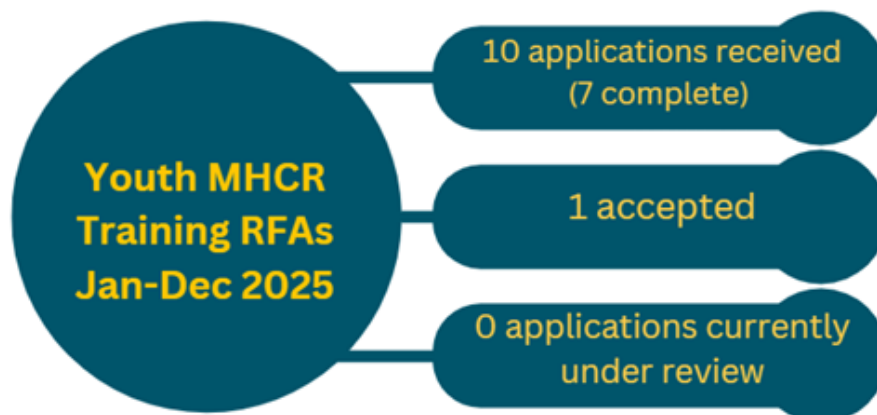 Youth MHCR
Training RFAs
Jan-Dec 2025
10 applications received
(7 complete)
1 accepted
0 applications currently
under review